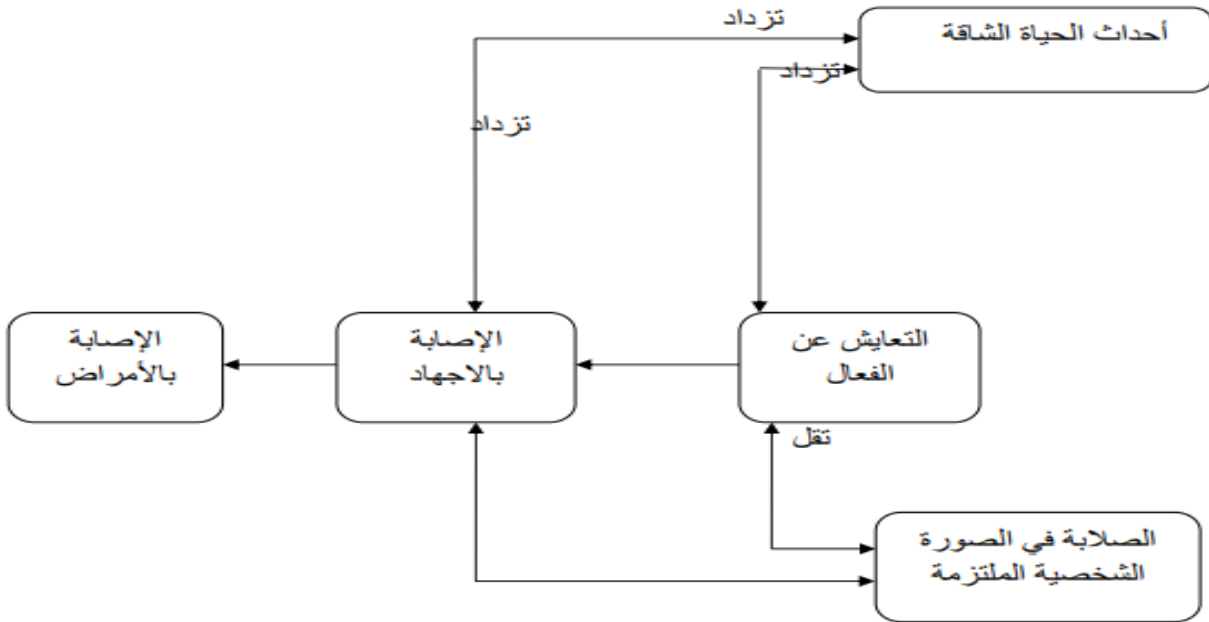 تزداد
أحداث الحياة الشاقة
تزداد
تزداد
التعايش عن
الفعال
الإصابة
بالاجهاد
الإصابة
بالأمراض
تقل
الصلابة في الصورة
الشخصية الملتزمة